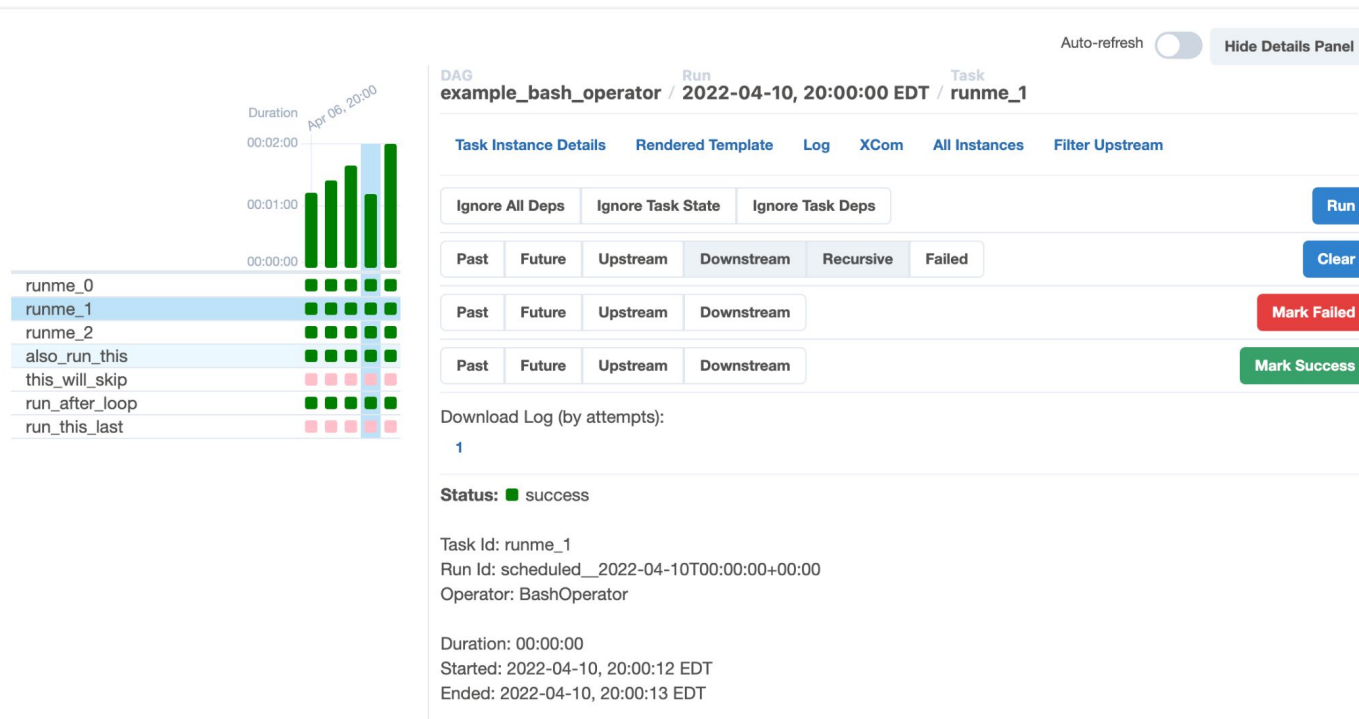 Auto-refresh Hide Details Panel
DAG Run Task
example_bash_operator / 2022-04-10, 20:00:00 EDT / runme_1
Duration Apr 06, 20:00
00:02:00
00:01:00
00:00:00
runme_0
runme_1
runme_2
also_run_this
this_will_skip
run_after_loop
run_this_last
Task Instance Details Rendered Template Log XCom All Instances Filter Upstream
Ignore All Deps Ignore Task State Ignore Task Deps Run
Past Future Upstream Downstream Recursive Failed Clear
Past Future Upstream Downstream Mark Failed
Past Future Upstream Downstream Mark Success
Download Log (by attempts):
1
Status: success
Task Id: runme_1
Run Id: scheduled__2022-04-10T00:00:00+00:00
Operator: BashOperator
Duration: 00:00:00
Started: 2022-04-10, 20:00:12 EDT
Ended: 2022-04-10, 20:00:13 EDT